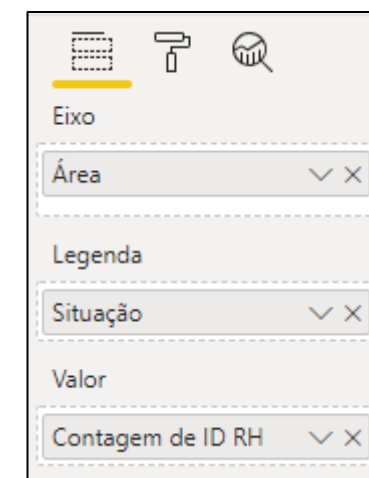 Eixo
Área
Legenda
Situação
Valor
Contagem de ID RH